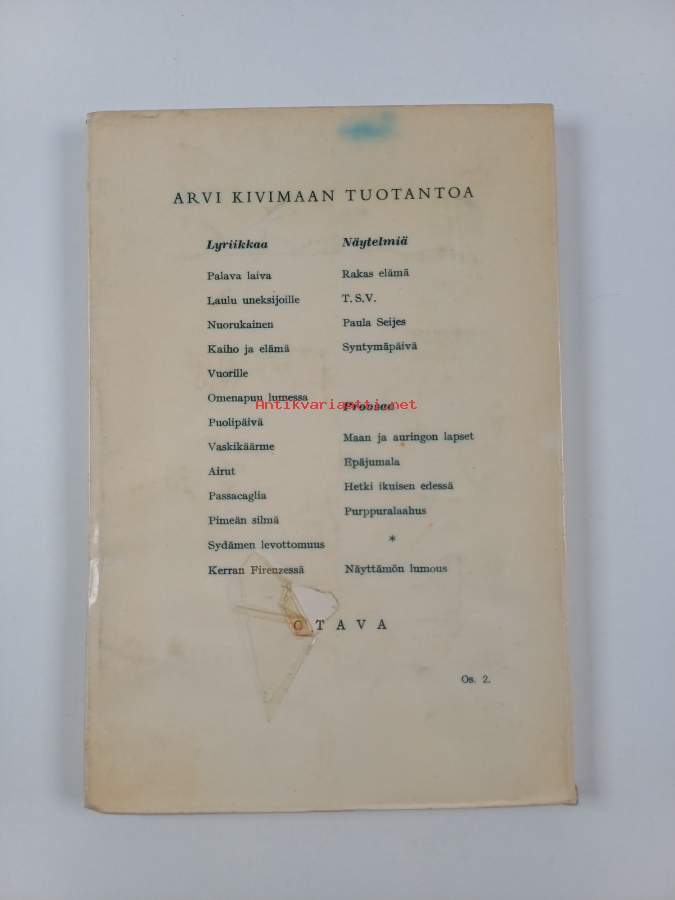 ARVI KIVIMAAN TUOTANTOA
Lyriikkaa
Palava laiva
Laulu uneksijoille
Nuorukainen
Kaiho ja elämä
Vuorille
Omenapuu lumessa
Puolipäivä
Vaskikäärme
Airut
Passacaglia
Pimeän silmä
Sydämen levottomuus
Kerran Firenzessä
Näytelmiä
Rakas elämä
T. S. V.
Paula Seijes
Syntymäpäivä
Antikvariaatti.net
Proosaa
Maan ja auringon lapset
Epäjumala
Hetki ikuisen edessä
Purppuralaahus
*
Näyttämön lumous
OTAVA
Os. 2.